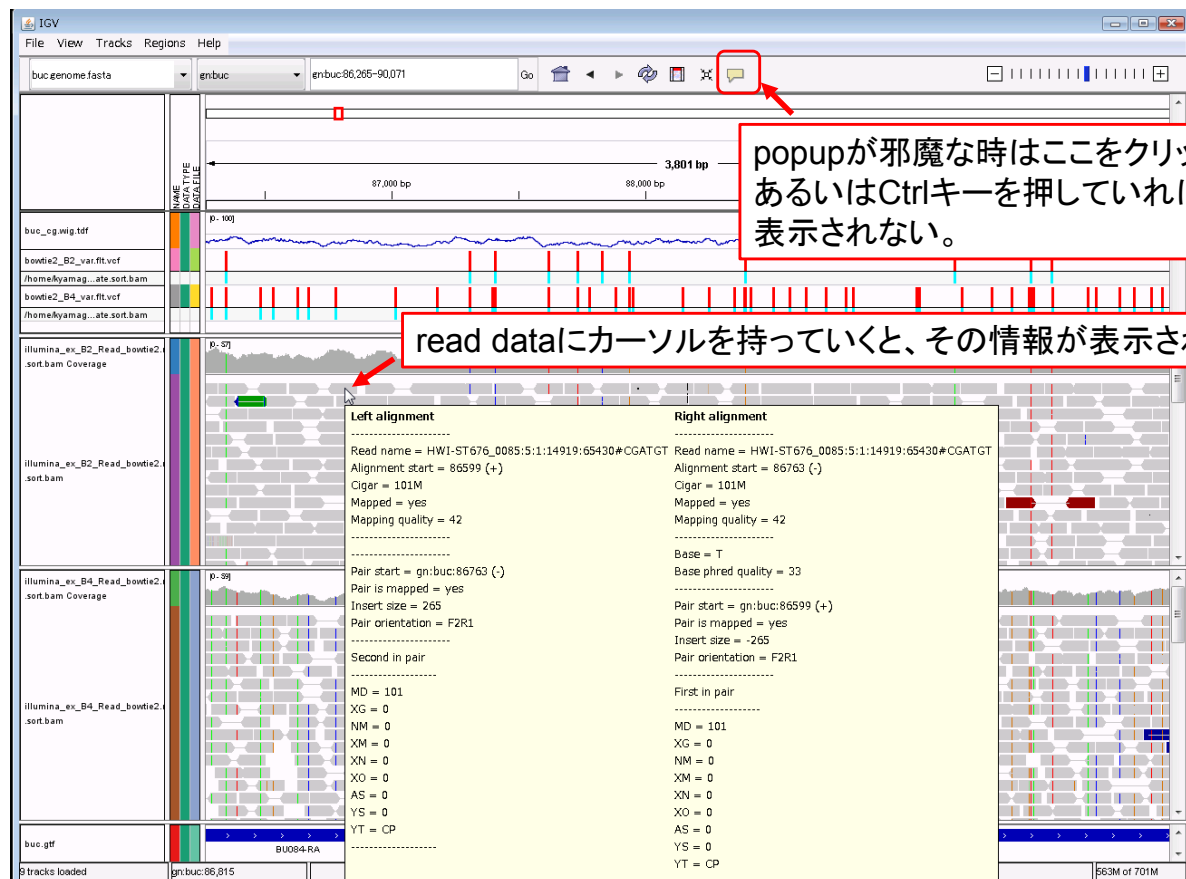 IGV
File View Tracks Regions Help
buc.genome.fasta
gn:buc
gn:buc:86,265-90,071
Go
popupが邪魔な時はここをクリッ
あるいはCtrlキーを押していれ
表示されない。
NAME
DATA TYPE
DATA FILE
3,801 bp
87,000 bp
88,000 bp
buc_cg.wig.tdf
[0 - 100]
bowtie2_B2_var.flt.vcf
/home/kyamag...ate.sort.bam
bowtie2_B4_var.flt.vcf
/home/kyamag...ate.sort.bam
read dataにカーソルを持っていくと、その情報が表示さ
illumina_ex_B2_Read_bowtie2.
.sort.bam Coverage
[0 - 57]
illumina_ex_B2_Read_bowtie2.
.sort.bam
Left alignment
----------------------
Read name = HWI-ST676_0085:5:1:14919:65430#CGATGT
Alignment start = 86599 (+)
Cigar = 101M
Mapped = yes
Mapping quality = 42
----------------------
----------------------
Pair start = gn:buc:86763 (-)
Pair is mapped = yes
Insert size = 265
Pair orientation = F2R1
----------------------
Second in pair
-------------------
MD = 101
XG = 0
NM = 0
XM = 0
XN = 0
XO = 0
AS = 0
YS = 0
YT = CP
-------------------
Right alignment
----------------------
Read name = HWI-ST676_0085:5:1:14919:65430#CGATGT
Alignment start = 86763 (-)
Cigar = 101M
Mapped = yes
Mapping quality = 42
----------------------
Base = T
Base phred quality = 33
----------------------
Pair start = gn:buc:86599 (+)
Pair is mapped = yes
Insert size = -265
Pair orientation = F2R1
----------------------
First in pair
-------------------
MD = 101
XG = 0
NM = 0
XM = 0
XN = 0
XO = 0
AS = 0
YS = 0
YT = CP
illumina_ex_B4_Read_bowtie2.
.sort.bam Coverage
[0 - 59]
illumina_ex_B4_Read_bowtie2.
.sort.bam
buc.gtf
BU084-RA
9 tracks loaded
gn:buc:86,815
563M of 701M